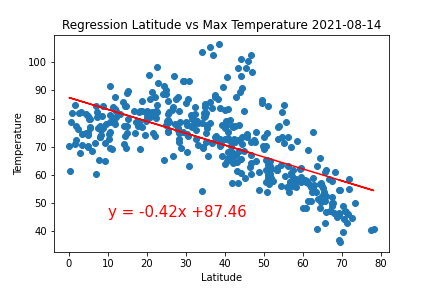 Regression Latitude vs Max Temperature 2021-08-14
Temperature
100
90
80
70
60
50
40
y = -0.42x +87.46
0 10 20 30 40 50 60 70 80
Latitude